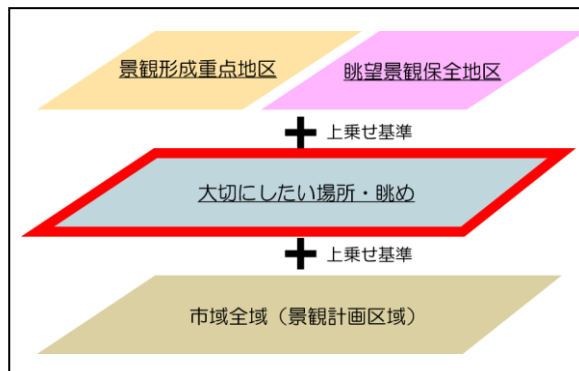 景観形成重点地区
眺望景観保全地区
+ 上乗せ基準
大切にしたい場所・眺め
+ 上乗せ基準
市域全域（景観計画区域）